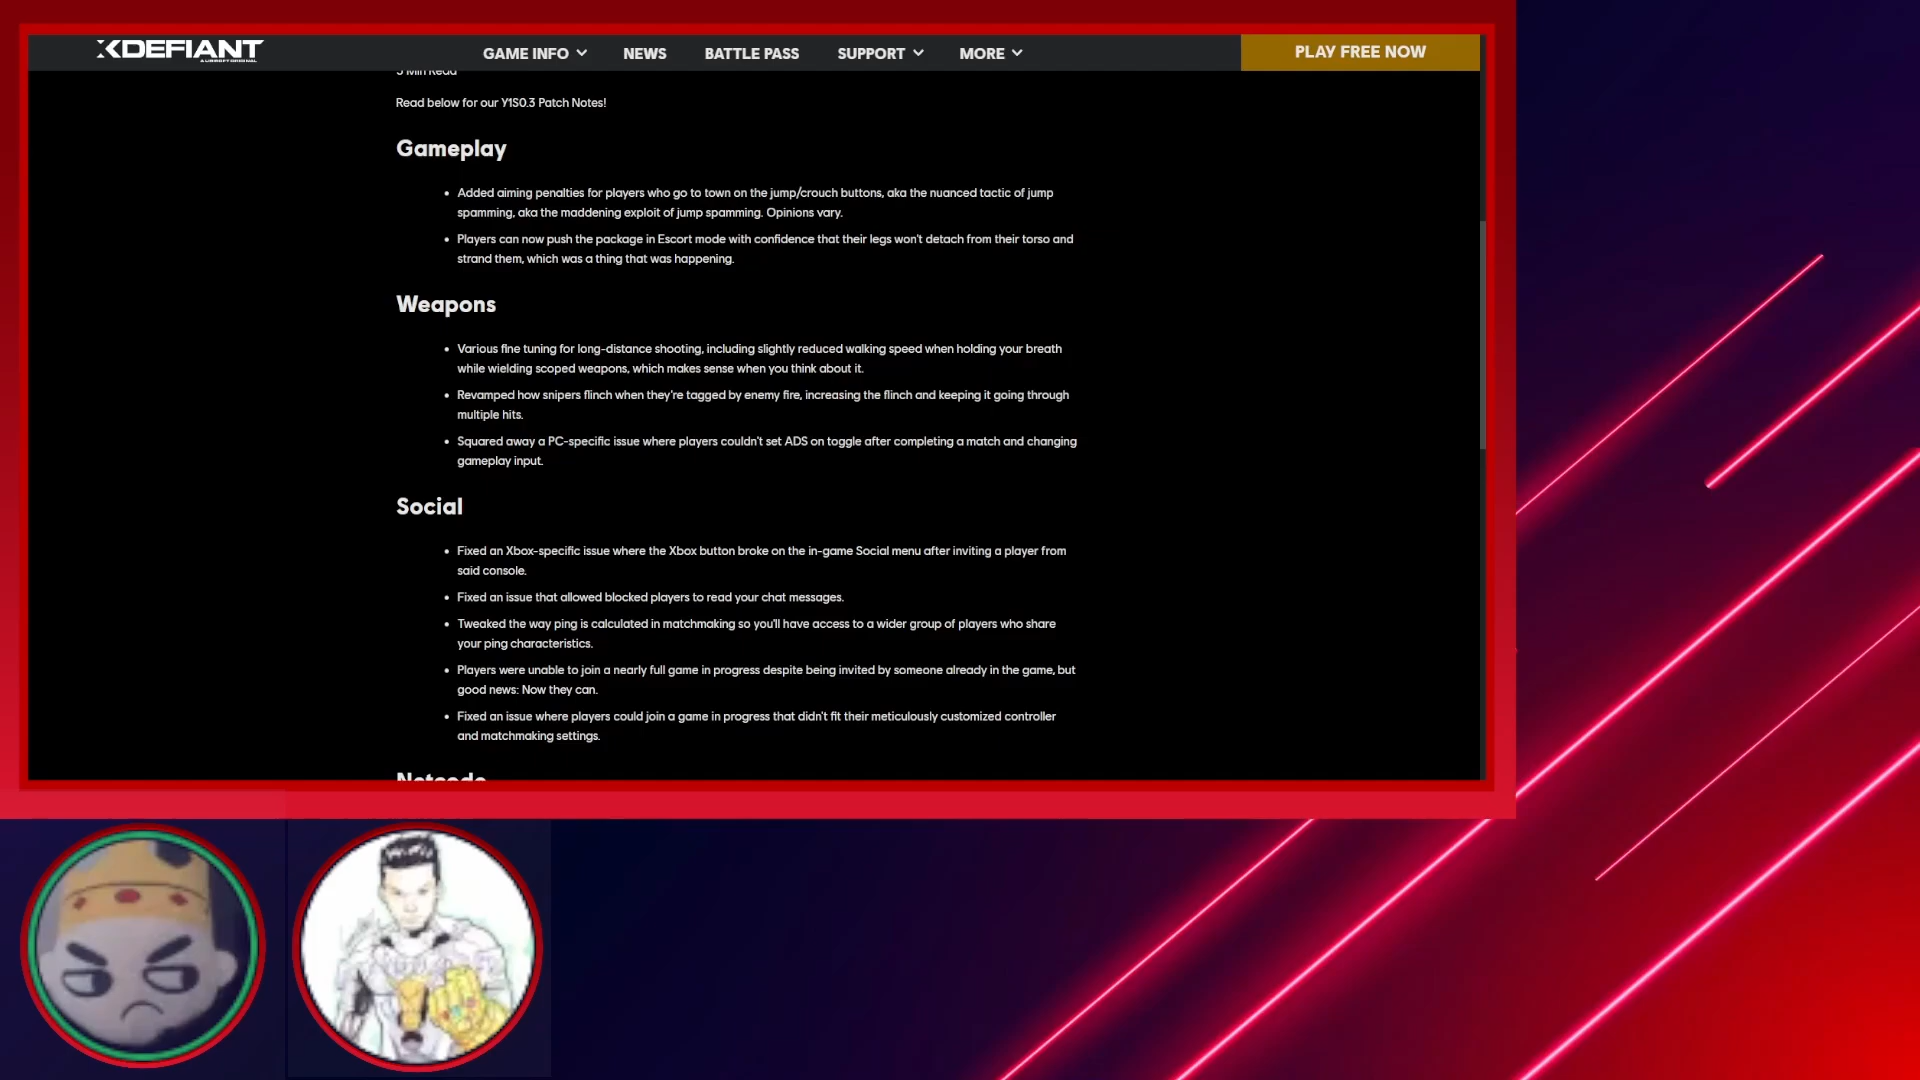 XDEFIANT
A UBISOFT ORIGINAL
GAME INFO
NEWS
BATTLE PASS
SUPPORT
MORE
PLAY FREE NOW
5 Min Read
Read below for our Y1S0.3 Patch Notes!
Gameplay
• Added aiming penalties for players who go to town on the jump/crouch buttons, aka the nuanced tactic of jump
spamming, aka the maddening exploit of jump spamming. Opinions vary.
• Players can now push the package in Escort mode with confidence that their legs won't detach from their torso and
strand them, which was a thing that was happening.
Weapons
• Various fine tuning for long-distance shooting, including slightly reduced walking speed when holding your breath
while wielding scoped weapons, which makes sense when you think about it.
• Revamped how snipers flinch when they're tagged by enemy fire, increasing the flinch and keeping it going through
multiple hits.
• Squared away a PC-specific issue where players couldn't set ADS on toggle after completing a match and changing
gameplay input.
Social
• Fixed an Xbox-specific issue where the Xbox button broke on the in-game Social menu after inviting a player from
said console.
• Fixed an issue that allowed blocked players to read your chat messages.
• Tweaked the way ping is calculated in matchmaking so you'll have access to a wider group of players who share
your ping characteristics.
• Players were unable to join a nearly full game in progress despite being invited by someone already in the game, but
good news: Now they can.
• Fixed an issue where players could join a game in progress that didn't fit their meticulously customized controller
and matchmaking settings.
Netcode